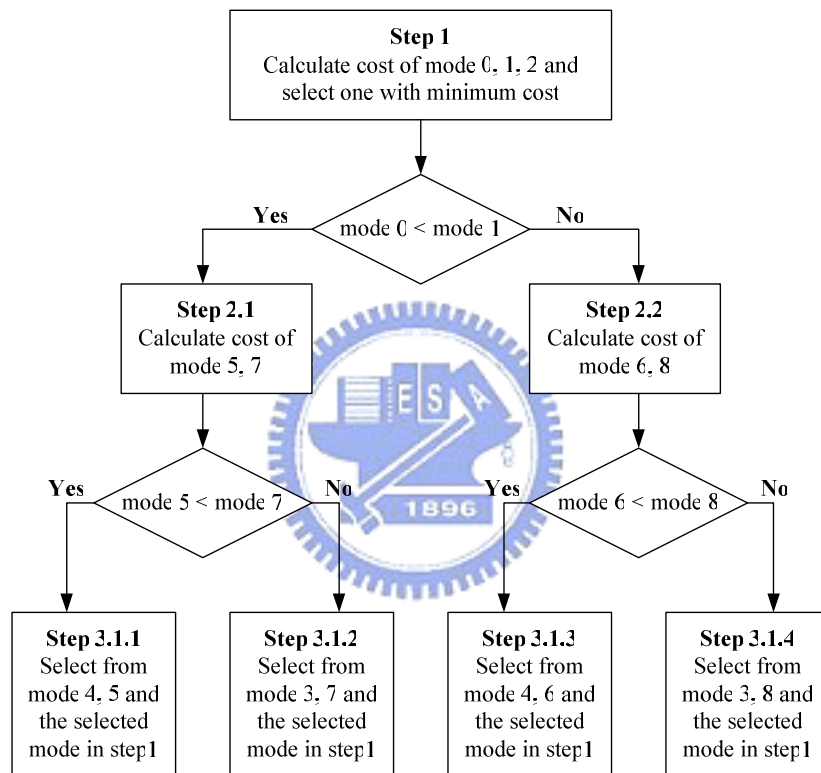 Step 1
Calculate cost of mode 0, 1, 2 and
select one with minimum cost
Yes
mode 0 < mode 1
No
Step 2.1
Calculate cost of
mode 5, 7
Step 2.2
Calculate cost of
mode 6, 8
E S A
1896
Yes
mode 5 < mode 7
No
Yes
mode 6 < mode 8
No
Step 3.1.1
Select from
mode 4, 5 and
the selected
mode in step1
Step 3.1.2
Select from
mode 3, 7 and
the selected
mode in step1
Step 3.1.3
Select from
mode 4, 6 and
the selected
mode in step1
Step 3.1.4
Select from
mode 3, 8 and
the selected
mode in step1